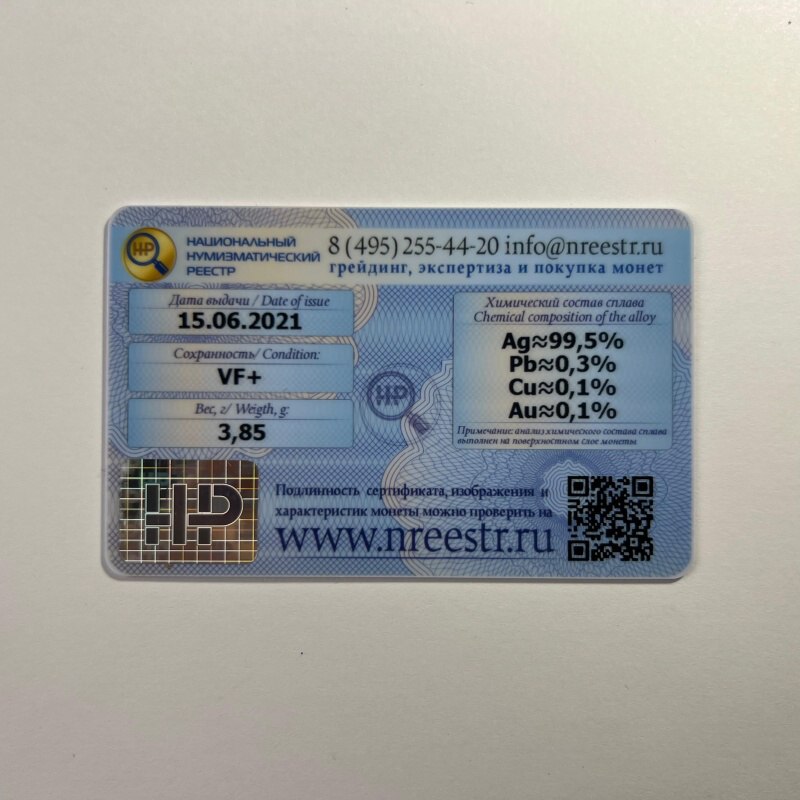 НР
НАЦИОНАЛЬНЫЙ
НУМИЗМАТИЧЕСКИЙ
РЕЕСТР
8 (495) 255-44-20 info@nreestr.ru
грейдинг, экспертиза и покупка монет
Дата выдачи / Date of issue
15.06.2021
Сохранность/ Condition:
VF+
Вес, г/ Weigth, g:
3,85
Химический состав сплава
Chemical composition of the alloy
Ag≈99,5%
Pb≈0,3%
Cu≈0,1%
Au≈0,1%
Примечание: анализ химического состава сплава
выполнен на поверхностном слое монеты
НР
НР
Подлинность сертификата, изображения и
характеристик монеты можно проверить на
www.nreestr.ru